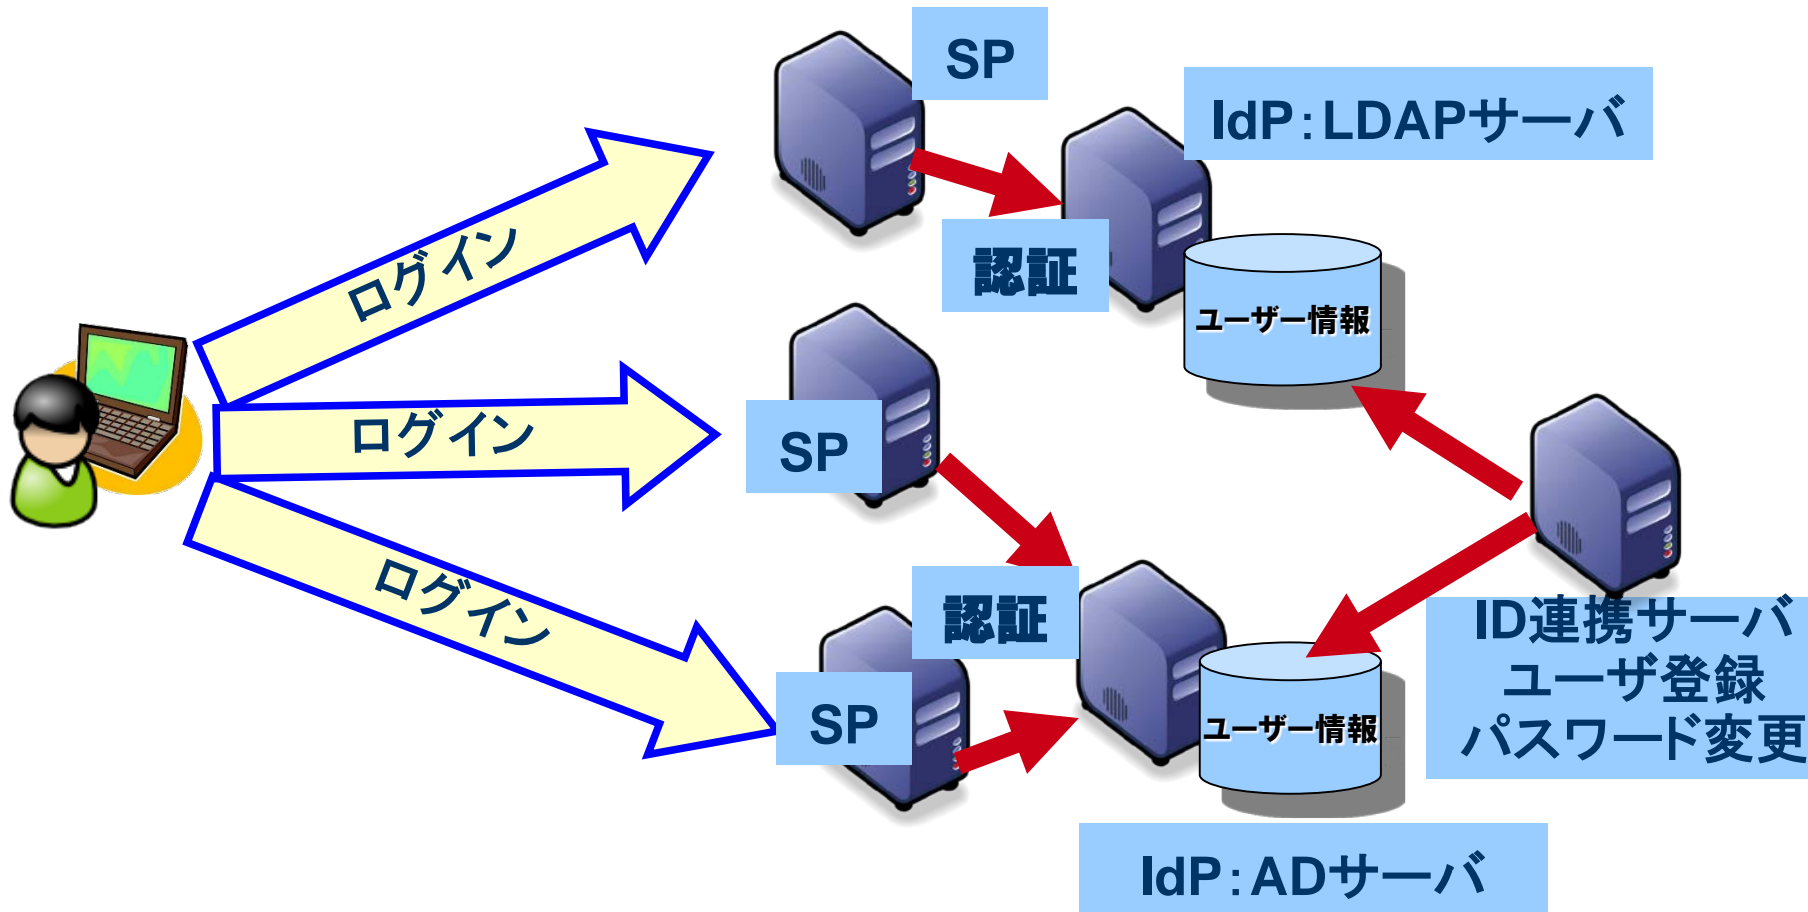 SP
IdP：LDAPサーバ
ログイン
認証
ユーザー情報
ログイン
SP
ログイン
認証
SP
ユーザー情報
ID連携サーバ
ユーザ登録
パスワード変更
IdP：ADサーバ